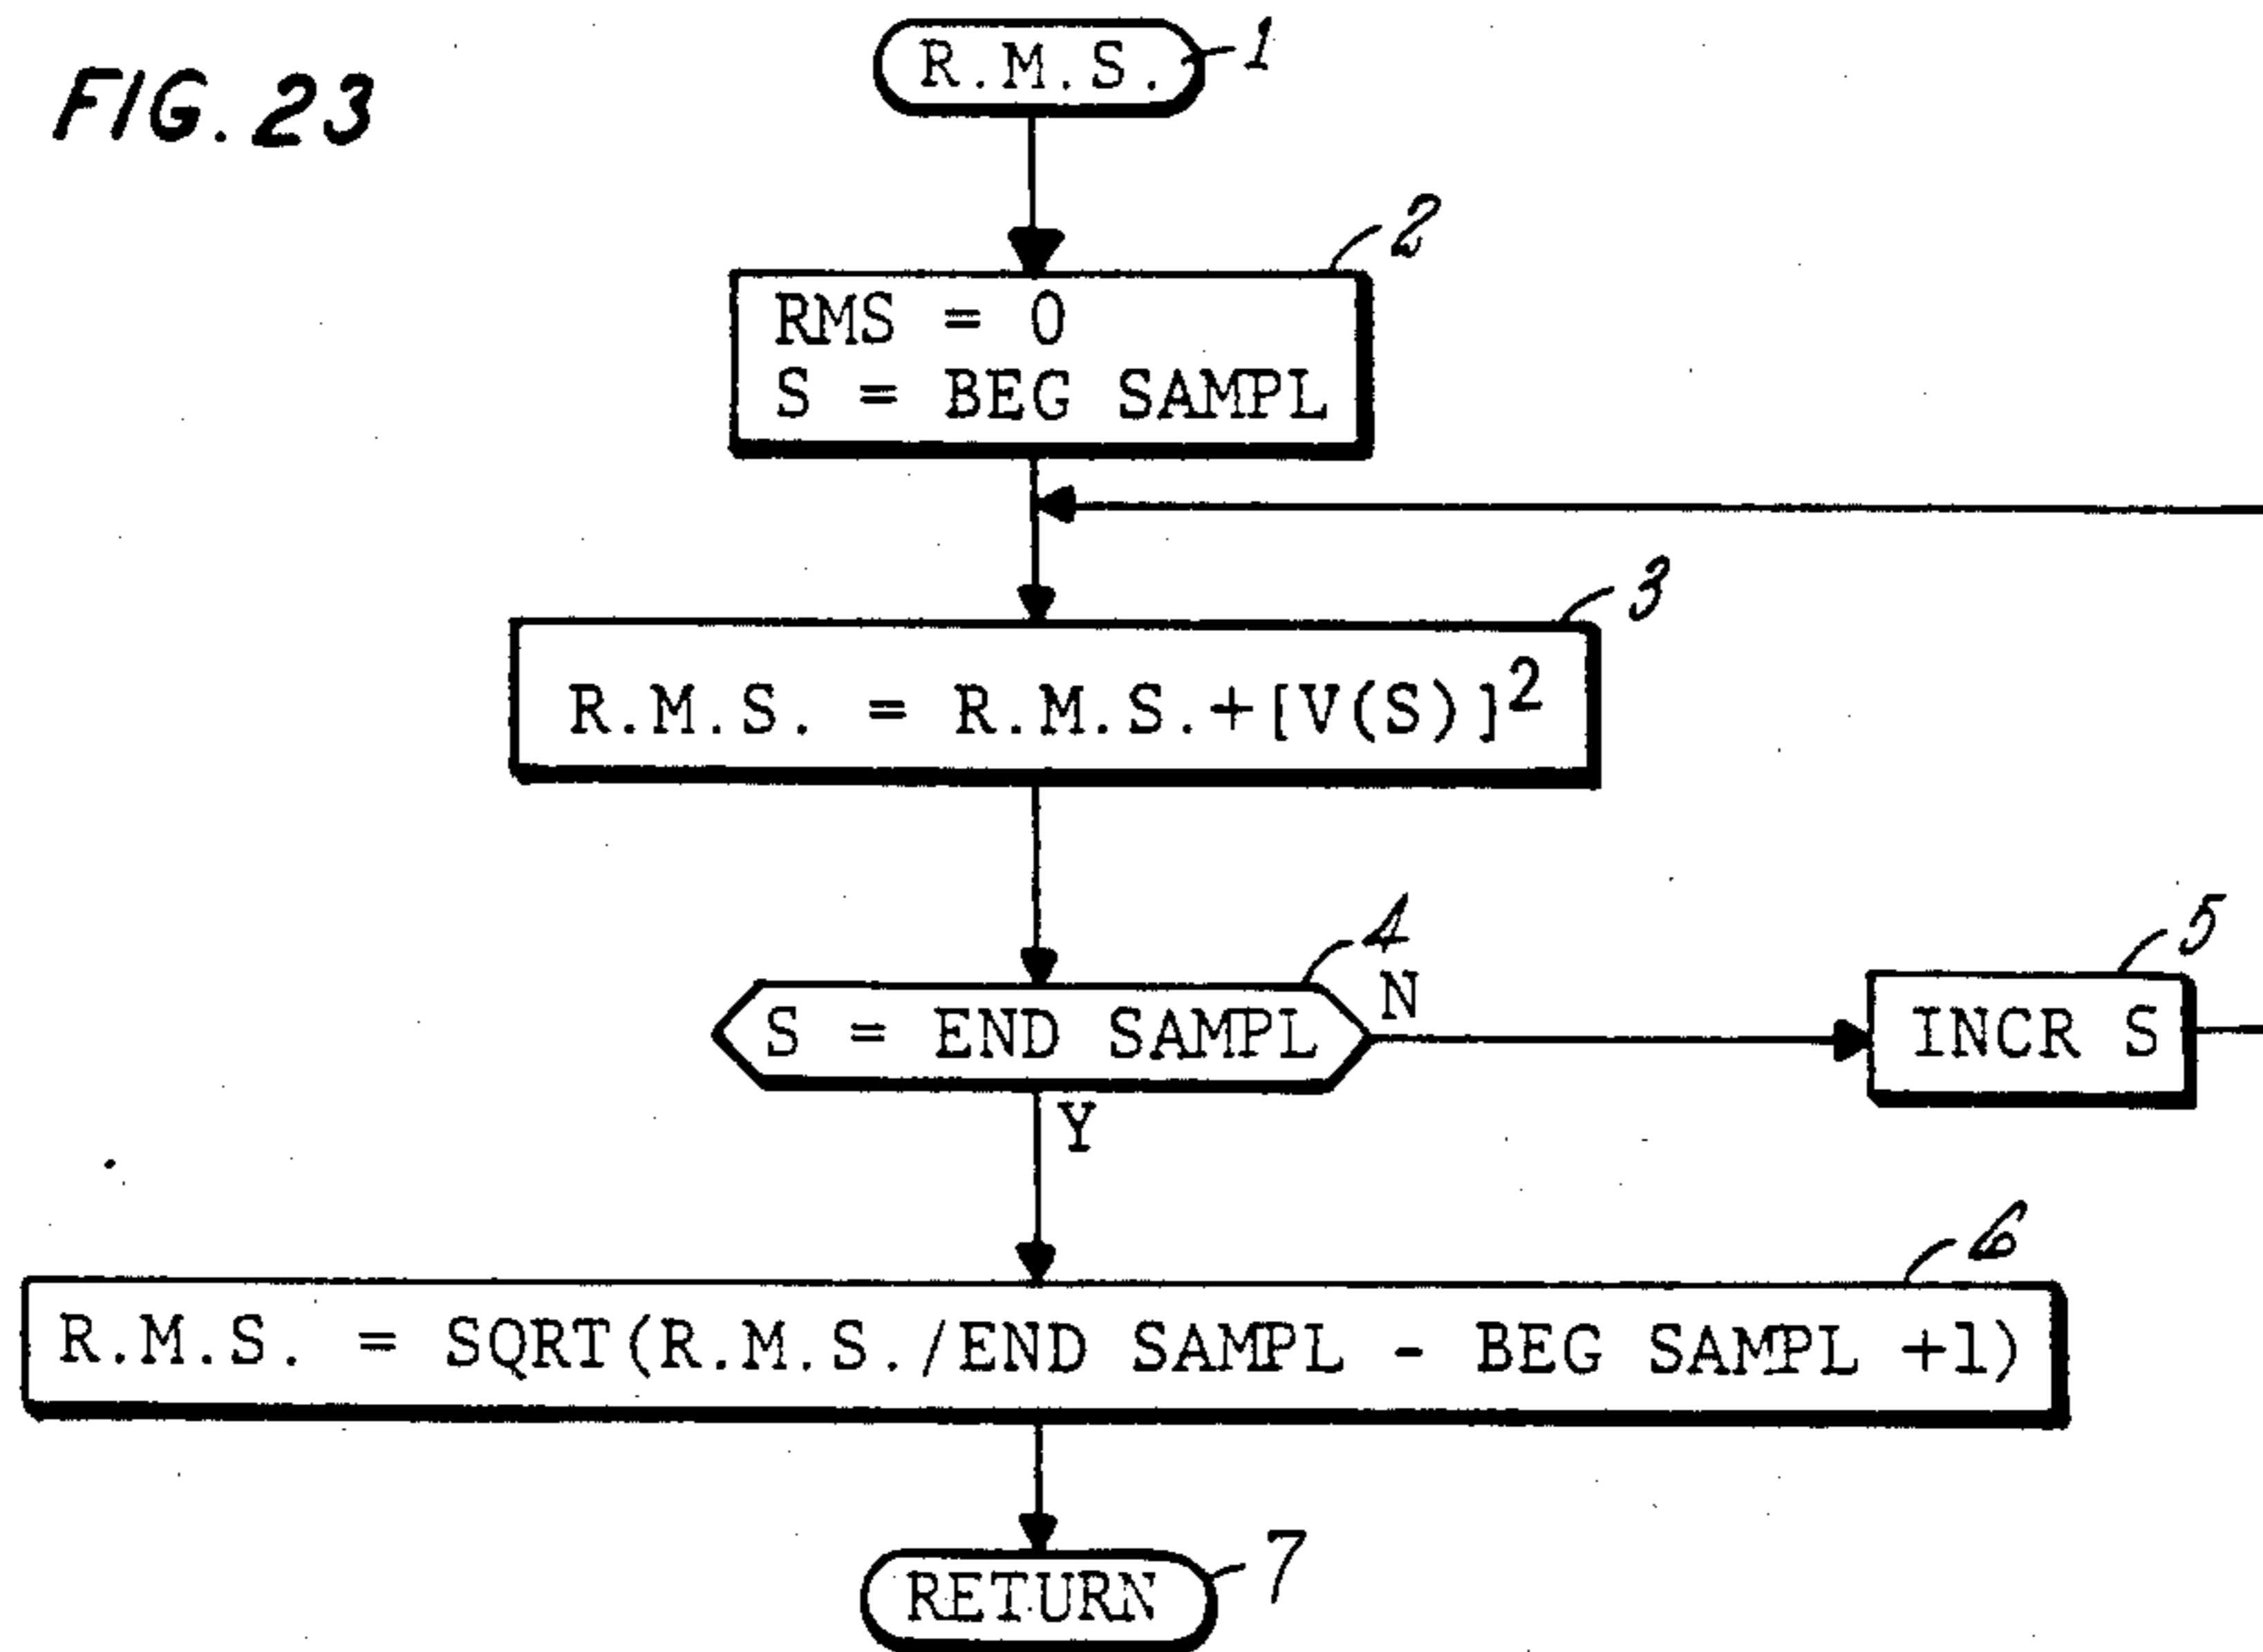 FIG. 23
R.M.S. 1
2
RMS = 0
S = BEG SAMPL
3
R.M.S. = R.M.S.+[V(S)]²
4
S = END SAMPL
N
5
INCR S
Y
6
R.M.S. = SQRT(R.M.S./END SAMPL - BEG SAMPL +1)
RETURN 7